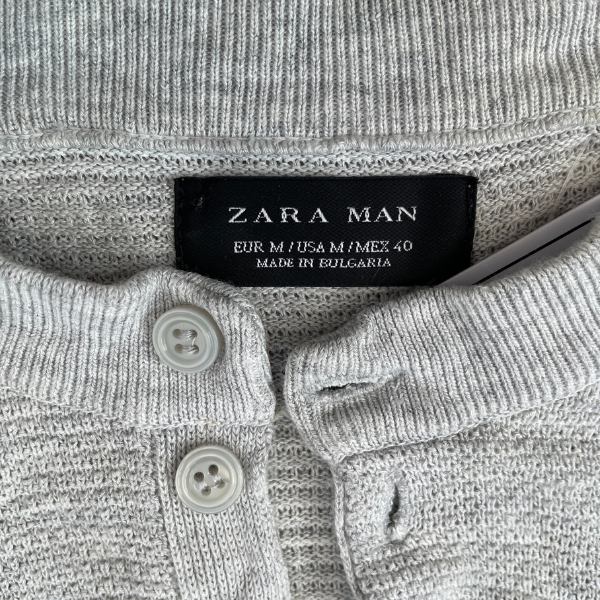 ZARA MAN
EUR M / USA M / MEX 40
MADE IN BULGARIA